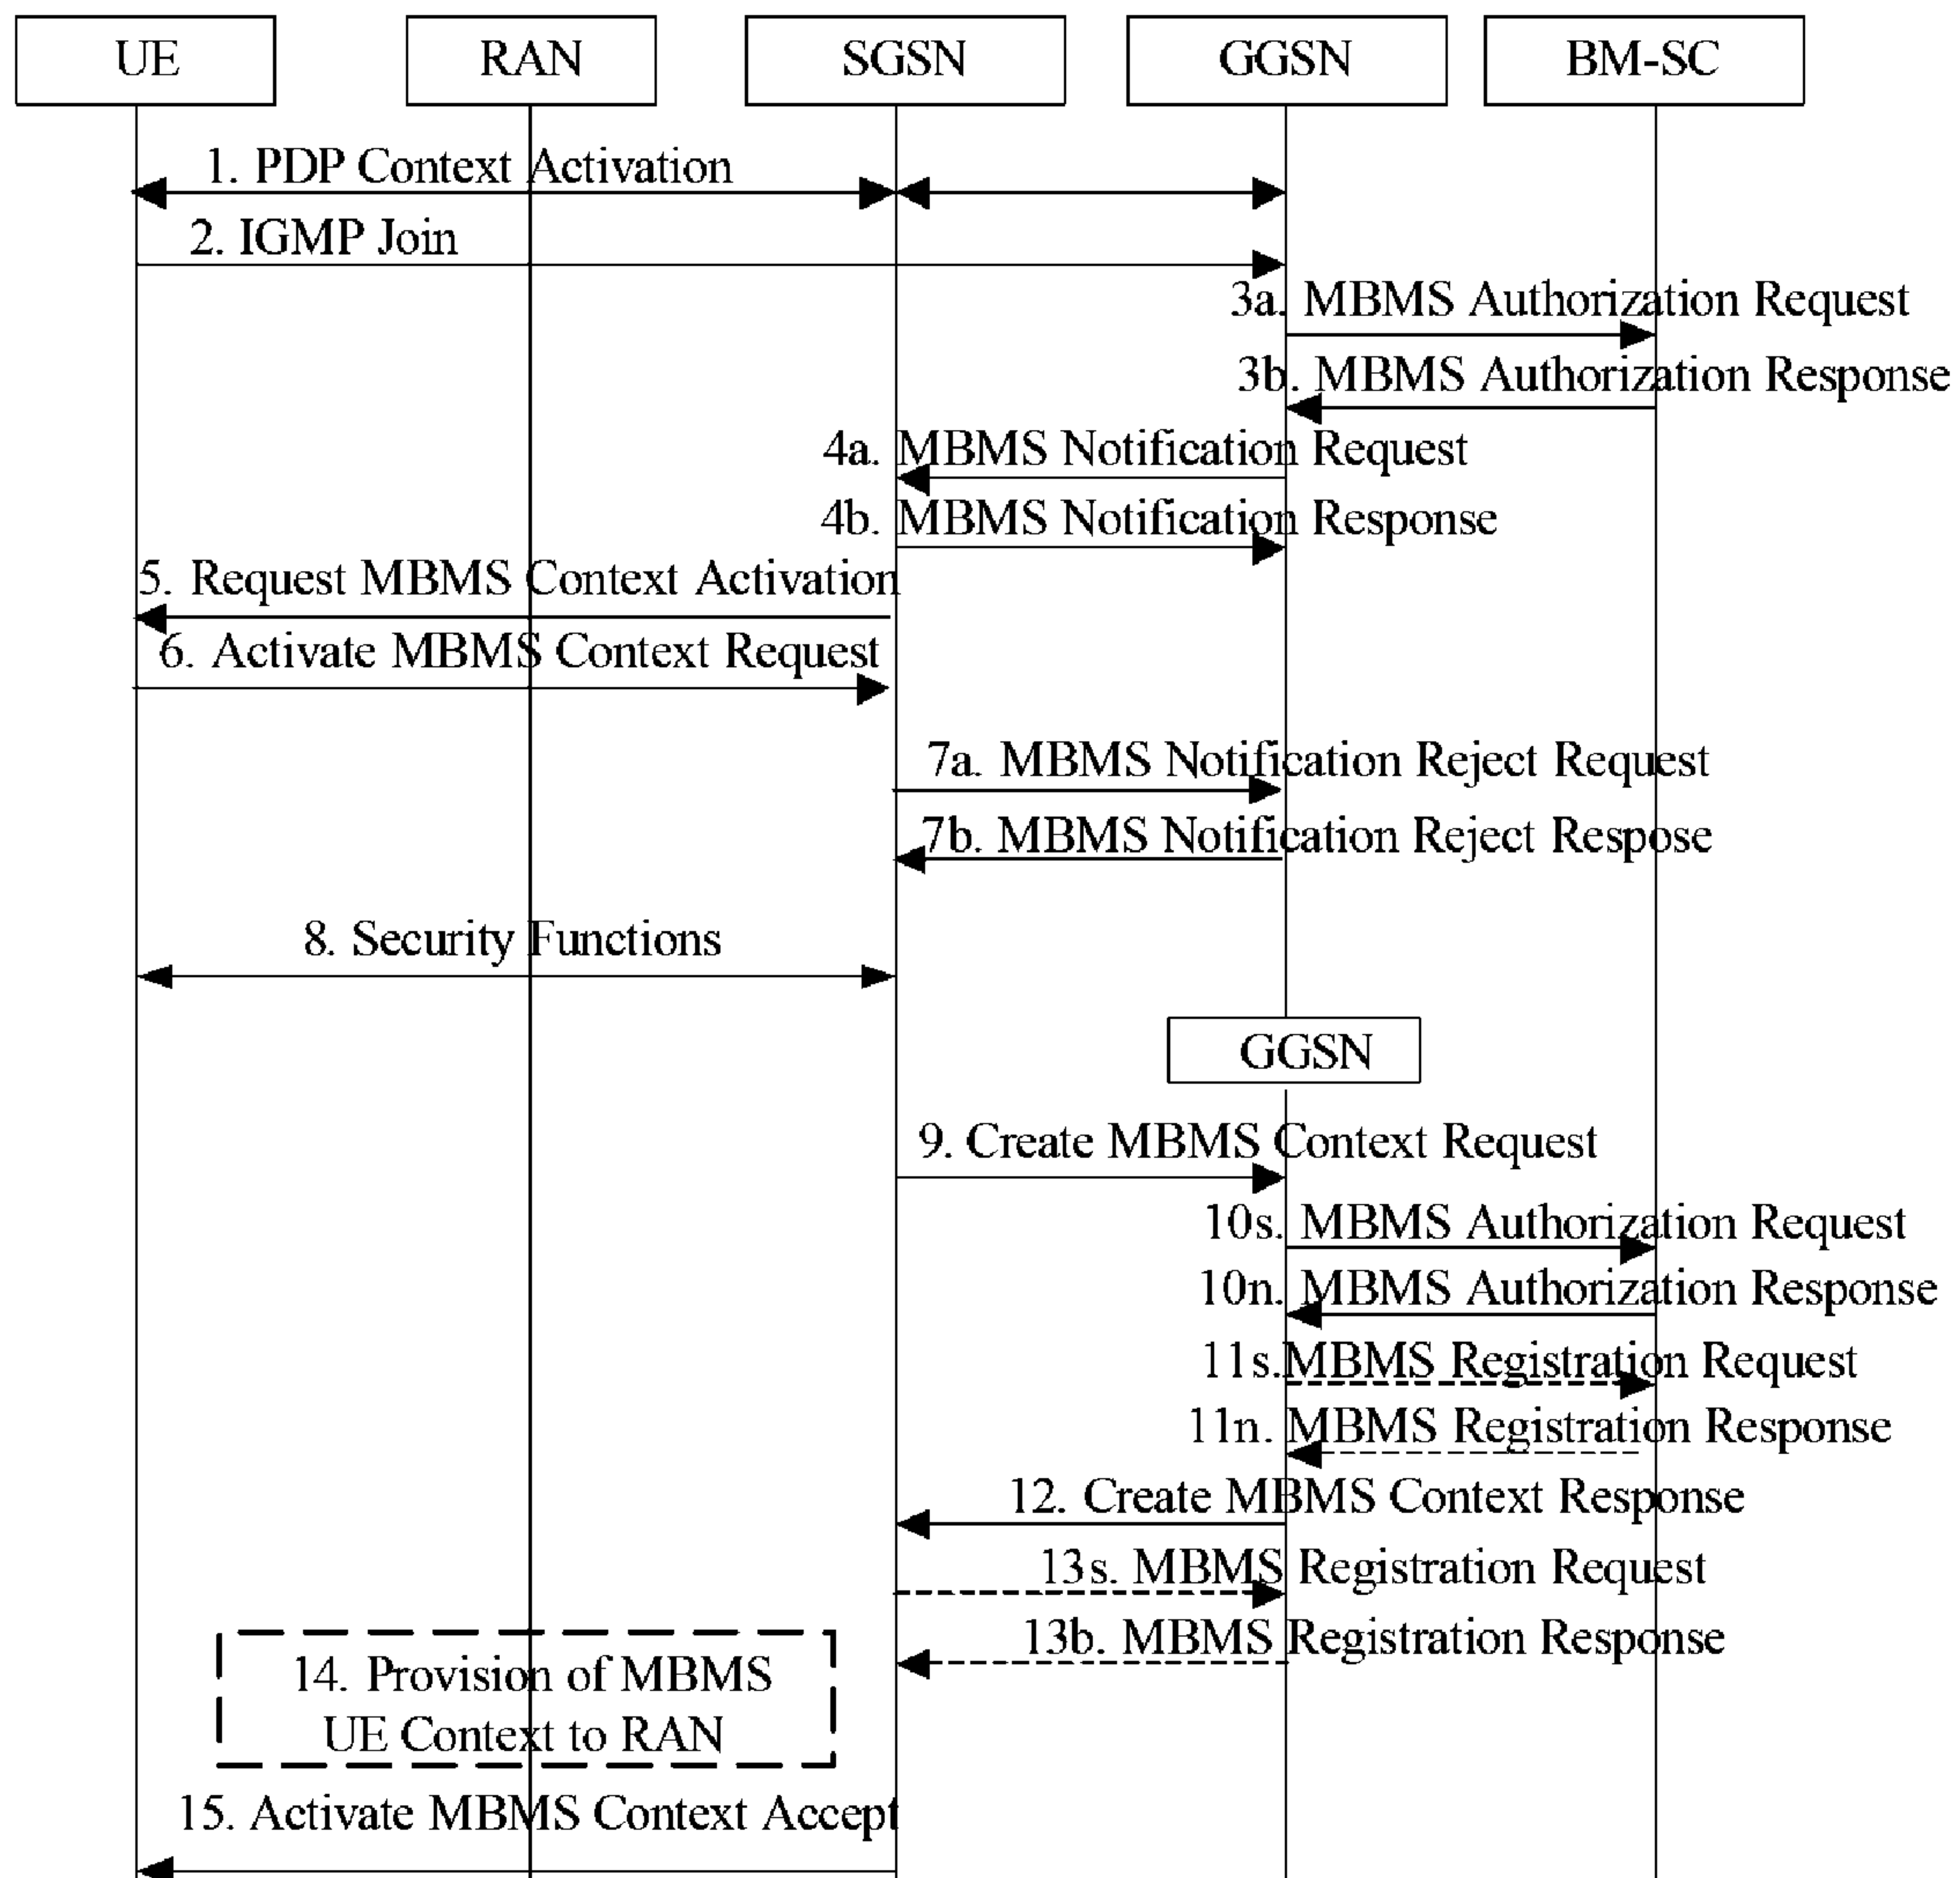 UE
RAN
SGSN
GGSN
BM-SC
1. PDP Context Activation
2. IGMP Join
3a. MBMS Authorization Request
3b. MBMS Authorization Response
4a. MBMS Notification Request
4b. MBMS Notification Response
5. Request MBMS Context Activation
6. Activate MBMS Context Request
7a. MBMS Notification Reject Request
7b. MBMS Notification Reject Respose
8. Security Functions
GGSN
9. Create MBMS Context Request
10s. MBMS Authorization Request
10n. MBMS Authorization Response
11s.MBMS Registration Request
11n. MBMS Registration Response
12. Create MBMS Context Response
13s. MBMS Registration Request
13b. MBMS Registration Response
14. Provision of MBMS
UE Context to RAN
15. Activate MBMS Context Accept